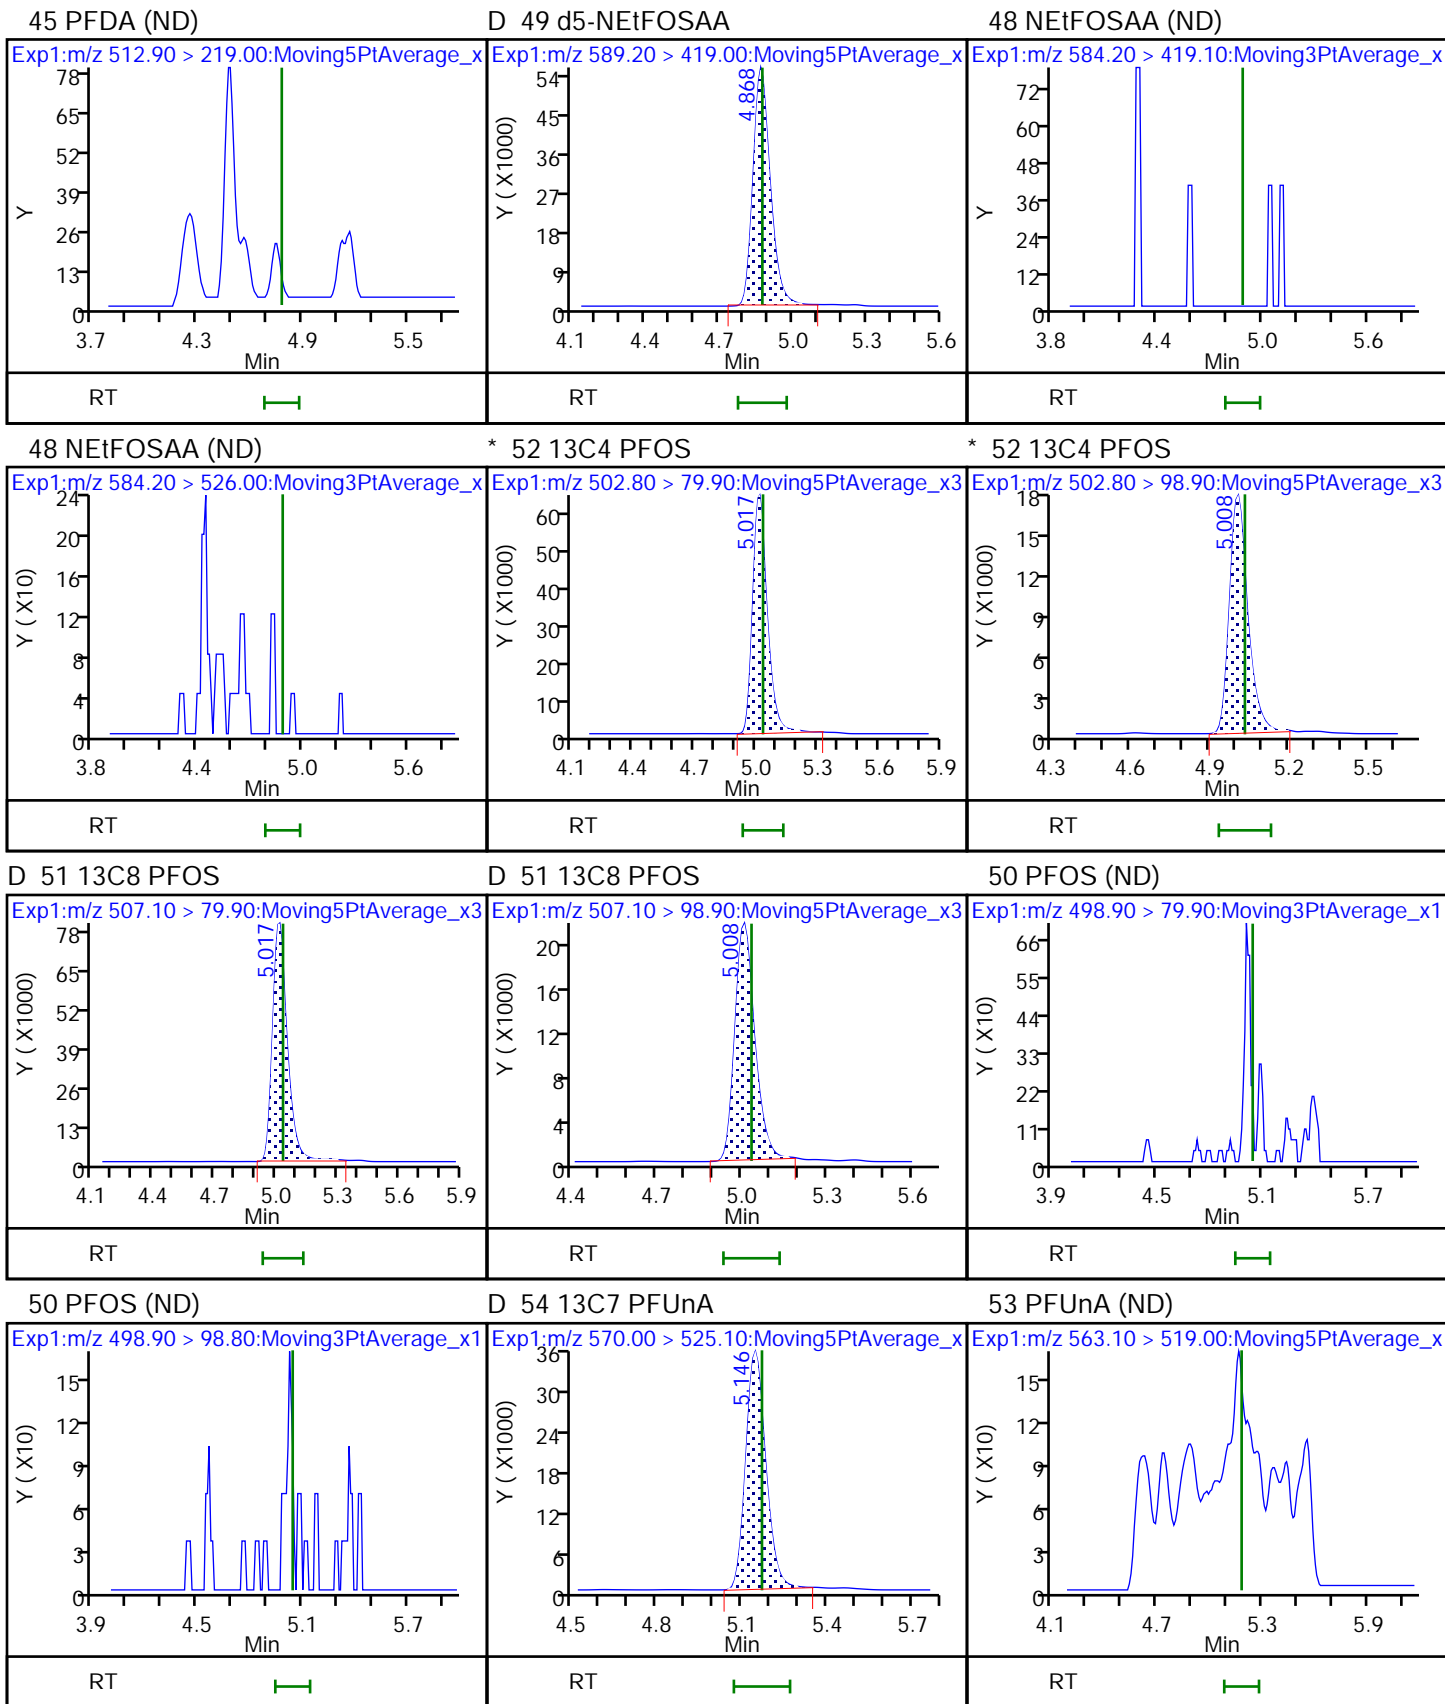 45 PFDA (ND)
Exp1:m/z 512.90 > 219.00:Moving5PtAverage_x
78
65
52
39
26
13
0
Y
3.7 4.3 4.9 5.5
Min
RT
D 49 d5-NEtFOSAA
Exp1:m/z 589.20 > 419.00:Moving5PtAverage_x
4.868
54
45
36
27
18
9
0
Y ( X1000)
4.1 4.4 4.7 5.0 5.3 5.6
Min
RT
48 NEtFOSAA (ND)
Exp1:m/z 584.20 > 419.10:Moving3PtAverage_x
72
60
48
36
24
12
0
Y
3.8 4.4 5.0 5.6
Min
RT
48 NEtFOSAA (ND)
Exp1:m/z 584.20 > 526.00:Moving3PtAverage_x
24
20
16
12
8
4
0
Y ( X10)
3.8 4.4 5.0 5.6
Min
RT
* 52 13C4 PFOS
Exp1:m/z 502.80 > 79.90:Moving5PtAverage_x3
5.017
60
50
40
30
20
10
0
Y ( X1000)
4.1 4.4 4.7 5.0 5.3 5.6 5.9
Min
RT
* 52 13C4 PFOS
Exp1:m/z 502.80 > 98.90:Moving5PtAverage_x3
5.008
18
15
12
9
6
3
0
Y ( X1000)
4.3 4.6 4.9 5.2 5.5
Min
RT
D 51 13C8 PFOS
Exp1:m/z 507.10 > 79.90:Moving5PtAverage_x3
5.017
78
65
52
39
26
13
0
Y ( X1000)
4.1 4.4 4.7 5.0 5.3 5.6 5.9
Min
RT
D 51 13C8 PFOS
Exp1:m/z 507.10 > 98.90:Moving5PtAverage_x3
5.008
20
16
12
8
4
0
Y ( X1000)
4.4 4.7 5.0 5.3 5.6
Min
RT
50 PFOS (ND)
Exp1:m/z 498.90 > 79.90:Moving3PtAverage_x1
66
55
44
33
22
11
0
Y ( X10)
3.9 4.5 5.1 5.7
Min
RT
50 PFOS (ND)
Exp1:m/z 498.90 > 98.80:Moving3PtAverage_x1
15
12
9
6
3
0
Y ( X10)
3.9 4.5 5.1 5.7
Min
RT
D 54 13C7 PFUnA
Exp1:m/z 570.00 > 525.10:Moving5PtAverage_x
5.146
36
30
24
18
12
6
0
Y ( X1000)
4.5 4.8 5.1 5.4 5.7
Min
RT
53 PFUnA (ND)
Exp1:m/z 563.10 > 519.00:Moving5PtAverage_x
15
12
9
6
3
0
Y ( X10)
4.1 4.7 5.3 5.9
Min
RT